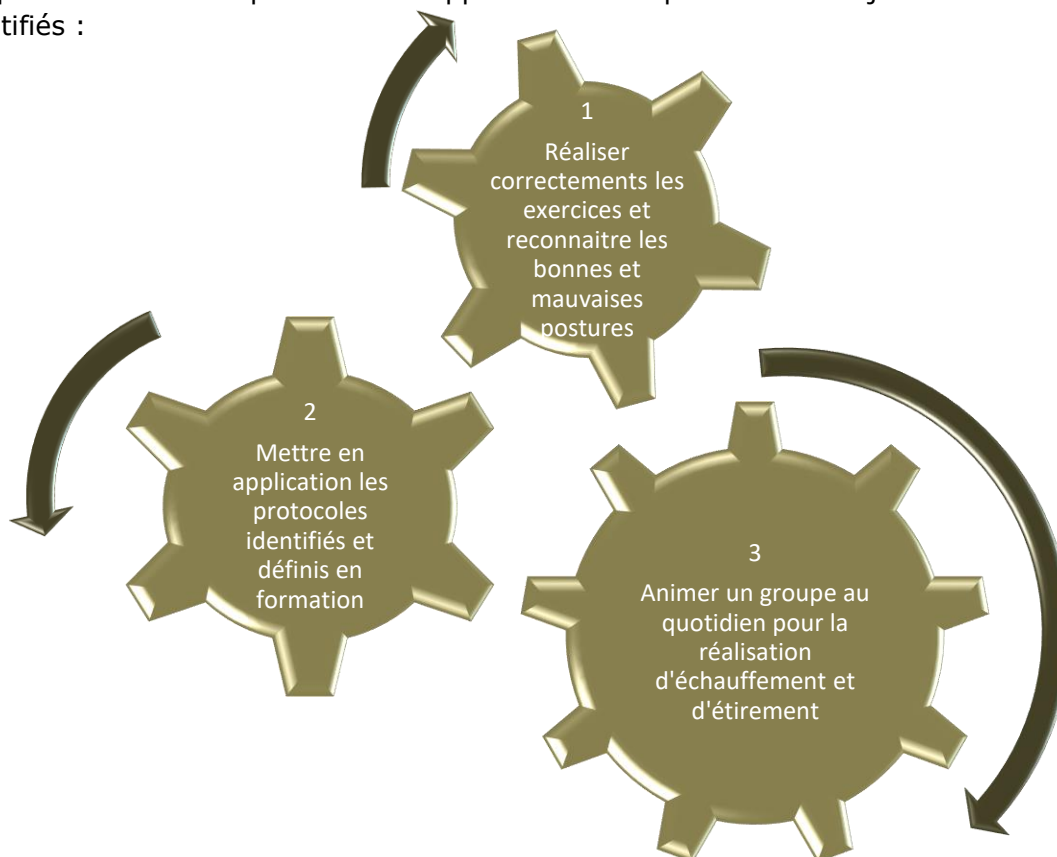 tifiés :
1
Réaliser
correctements les
exercices et
reconnaitre les
bonnes et
mauvaises
postures
2
Mettre en
application les
protocoles
identifiés et
définis en
formation
3
Animer un groupe au
quotidien pour la
réalisation
d'échauffement et
d'étirement